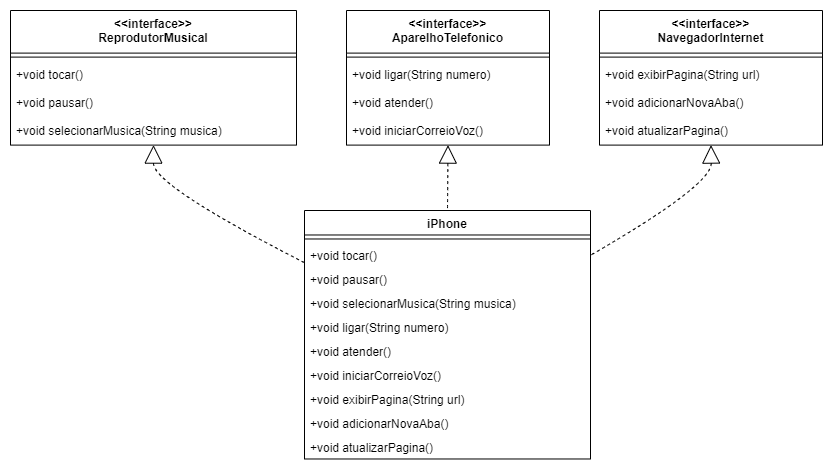 <<interface>>
ReprodutorMusical
+void tocar()
+void pausar()
+void selecionarMusica(String musica)
<<interface>>
AparelhoTelefonico
+void ligar(String numero)
+void atender()
+void iniciarCorreioVoz()
<<interface>>
NavegadorInternet
+void exibirPagina(String url)
+void adicionarNovaAba()
+void atualizarPagina()
iPhone
+void tocar()
+void pausar()
+void selecionarMusica(String musica)
+void ligar(String numero)
+void atender()
+void iniciarCorreioVoz()
+void exibirPagina(String url)
+void adicionarNovaAba()
+void atualizarPagina()